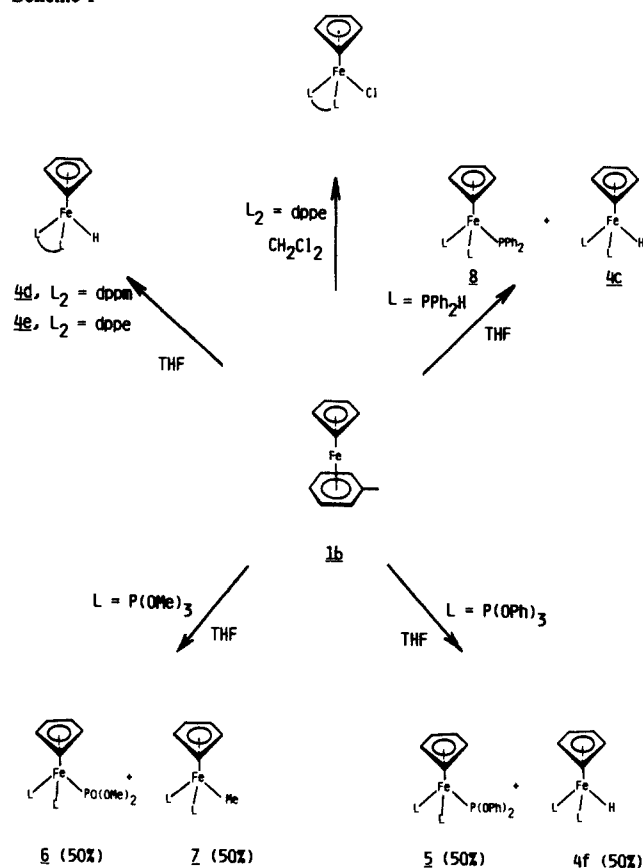 Fe
L
L
Cl
Fe
L
L
H
4d, L2 = dppm
4e, L2 = dppe
THF
L2 = dppe
CH2Cl2
Fe
L
L
PPh2
8
+
Fe
L
L
H
4c
L = PPh2H
THF
Fe
1b
L = P(OMe)3
THF
L = P(OPh)3
THF
Fe
L
L
PO(OMe)2
+
Fe
L
L
Me
6 (50%)
7 (50%)
Fe
L
L
P(OPh)2
+
Fe
L
L
H
5 (50%)
4f (50%)